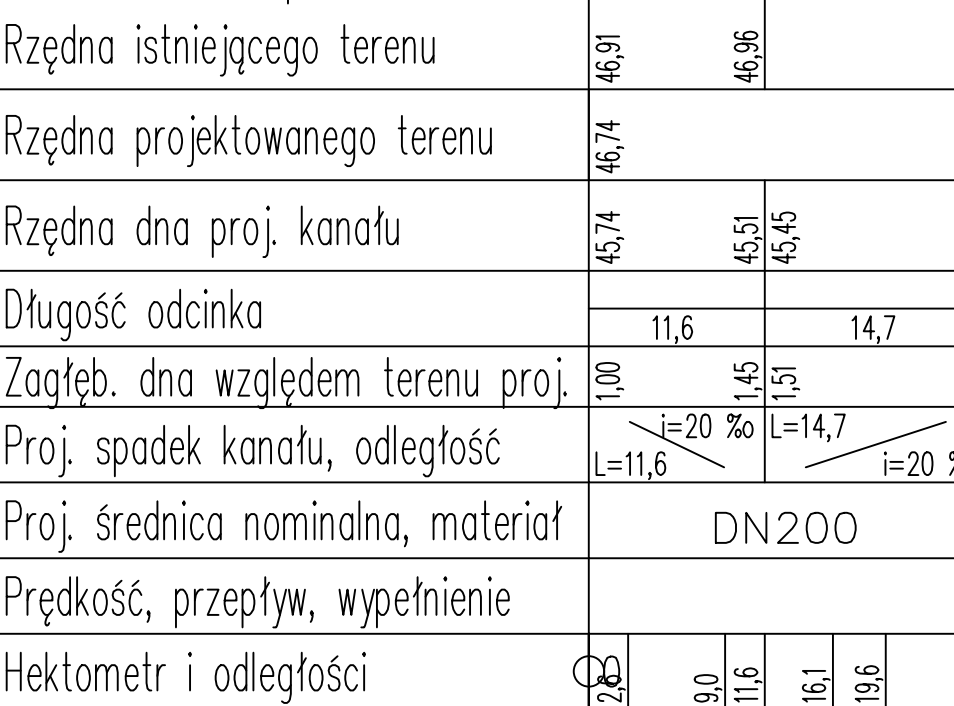 Rzędna istniejącego terenu 46,91 46,96
Rzędna projektowanego terenu 46,74
Rzędna dna proj. kanału 45,74 45,51 45,45
Długość odcinka 11,6 14,7
Zagłęb. dna względem terenu proj. 1,00 1,45 1,51
Proj. spadek kanału, odległość i=20 ‰ L=14,7
L=11,6 i=20
Proj. średnica nominalna, materiał DN200
Prędkość, przepływ, wypełnienie
Hektometr i odległości 9,0 11,6 16,1 19,6